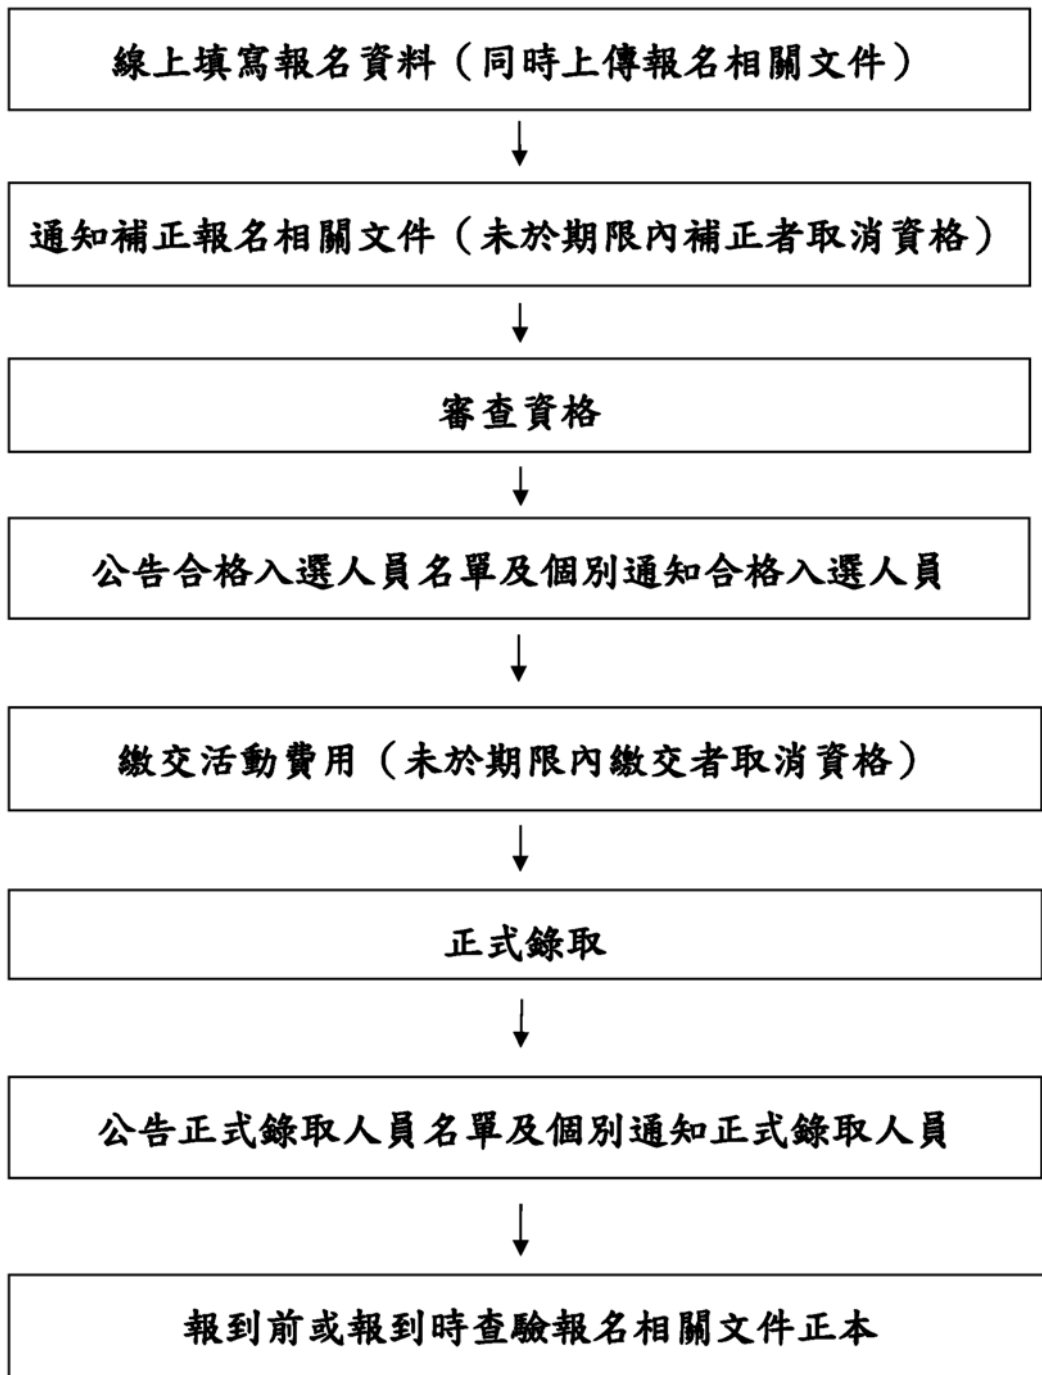 線上填寫報名資料（同時上傳報名相關文件）
通知補正報名相關文件（未於期限內補正者取消資格）
審查資格
公告合格入選人員名單及個別通知合格入選人員
繳交活動費用（未於期限內繳交者取消資格）
正式錄取
公告正式錄取人員名單及個別通知正式錄取人員
報到前或報到時查驗報名相關文件正本